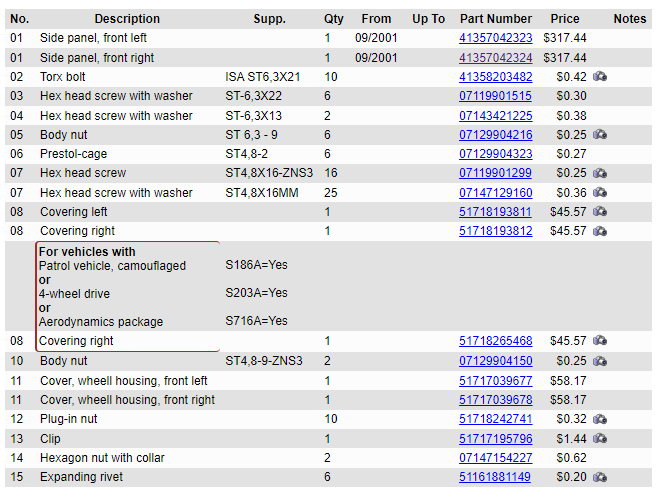 No. Description Supp. Qty From Up To Part Number Price Notes
01 Side panel, front left 1 09/2001 41357042323 $317.44
01 Side panel, front right 1 09/2001 41357042324 $317.44
02 Torx bolt ISA ST6,3X21 10 41358203482 $0.42
03 Hex head screw with washer ST-6,3X22 6 07119901515 $0.30
04 Hex head screw with washer ST-6,3X13 2 07143421225 $0.38
05 Body nut ST 6,3 - 9 6 07129904216 $0.25
06 Prestol-cage ST4,8-2 6 07129904323 $0.27
07 Hex head screw ST4,8X16-ZNS3 16 07119901299 $0.25
07 Hex head screw with washer ST4,8X16MM 25 07147129160 $0.36
08 Covering left 1 51718193811 $45.57
08 Covering right 1 51718193812 $45.57
For vehicles with
Patrol vehicle, camouflaged S186A=Yes
or
4-wheel drive S203A=Yes
or
Aerodynamics package S716A=Yes
08 Covering right 1 51718265468 $45.57
10 Body nut ST4,8-9-ZNS3 2 07129904150 $0.25
11 Cover, wheell housing, front left 1 51717039677 $58.17
11 Cover, wheell housing, front right 1 51717039678 $58.17
12 Plug-in nut 10 51718242741 $0.32
13 Clip 1 51717195796 $1.44
14 Hexagon nut with collar 2 07147154227 $0.62
15 Expanding rivet 6 51161881149 $0.20